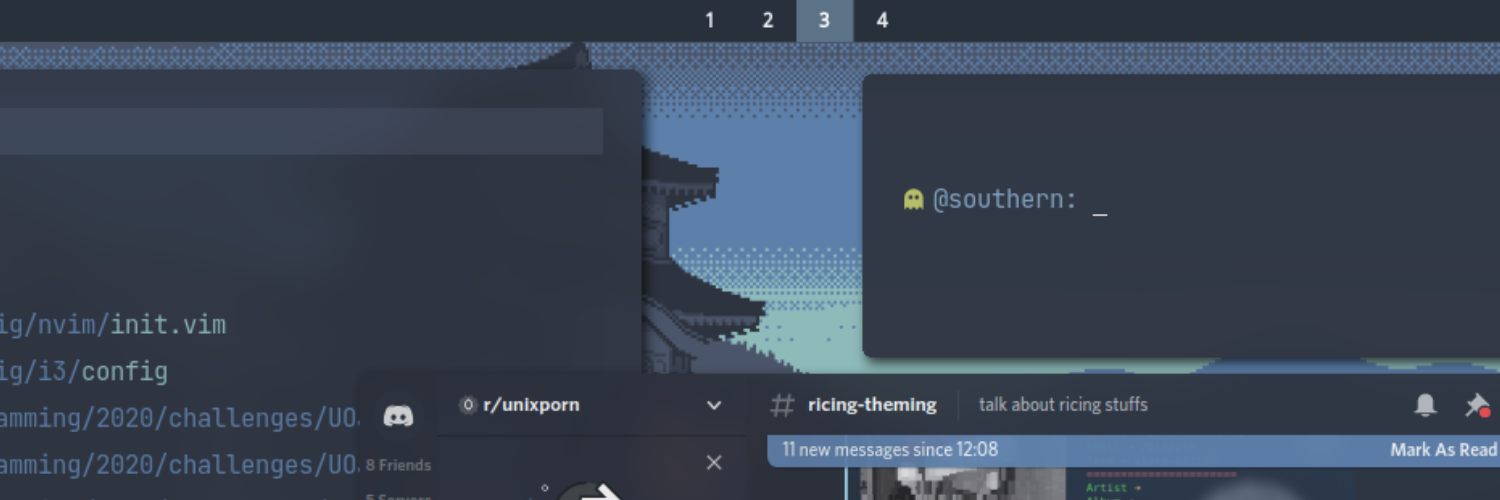 1 2 3 4
@southern: _
ig/nvim/init.vim
ig/i3/config
amming/2020/challenges/UO
amming/2020/challenges/UO
r/unixporn
ricing-theming
talk about ricing stuffs
11 new messages since 12:08
Mark As Read
8 Friends
5 Servers
Artist